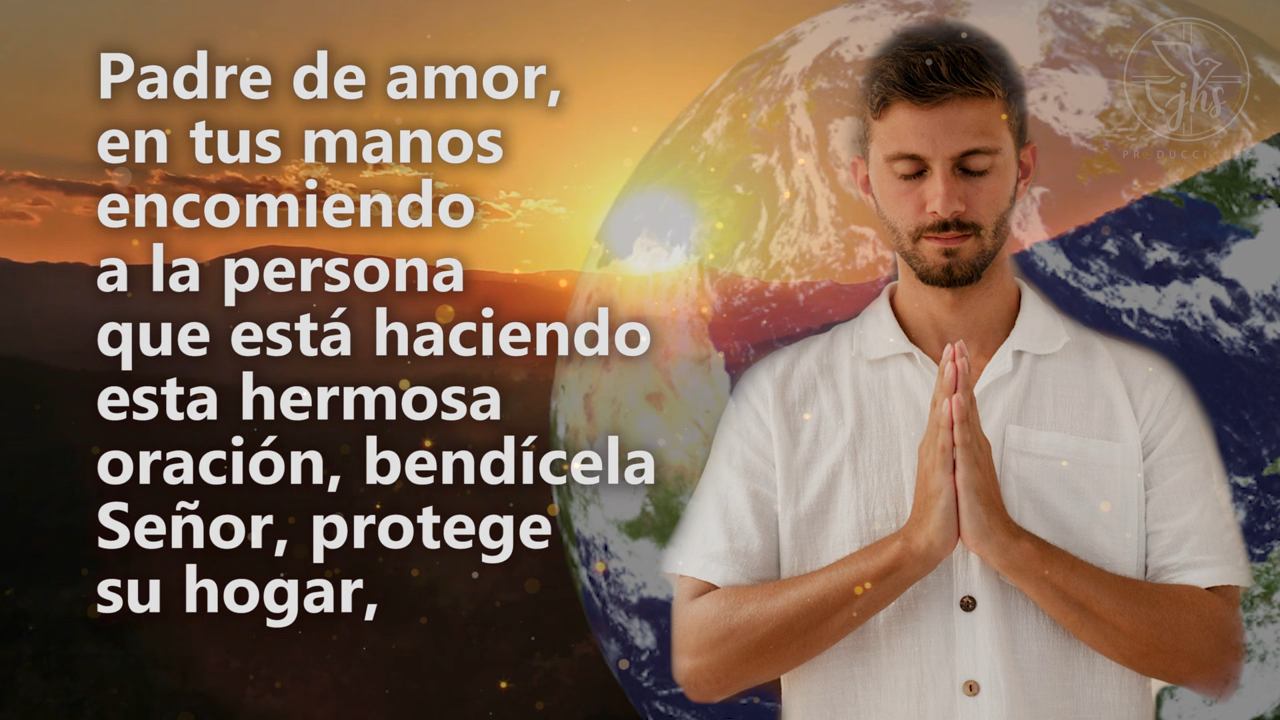 Padre de amor,
en tus manos
encomiendo
a la persona
que está haciendo
esta hermosa
oración, bendícela
Señor, protege
su hogar,
jhs